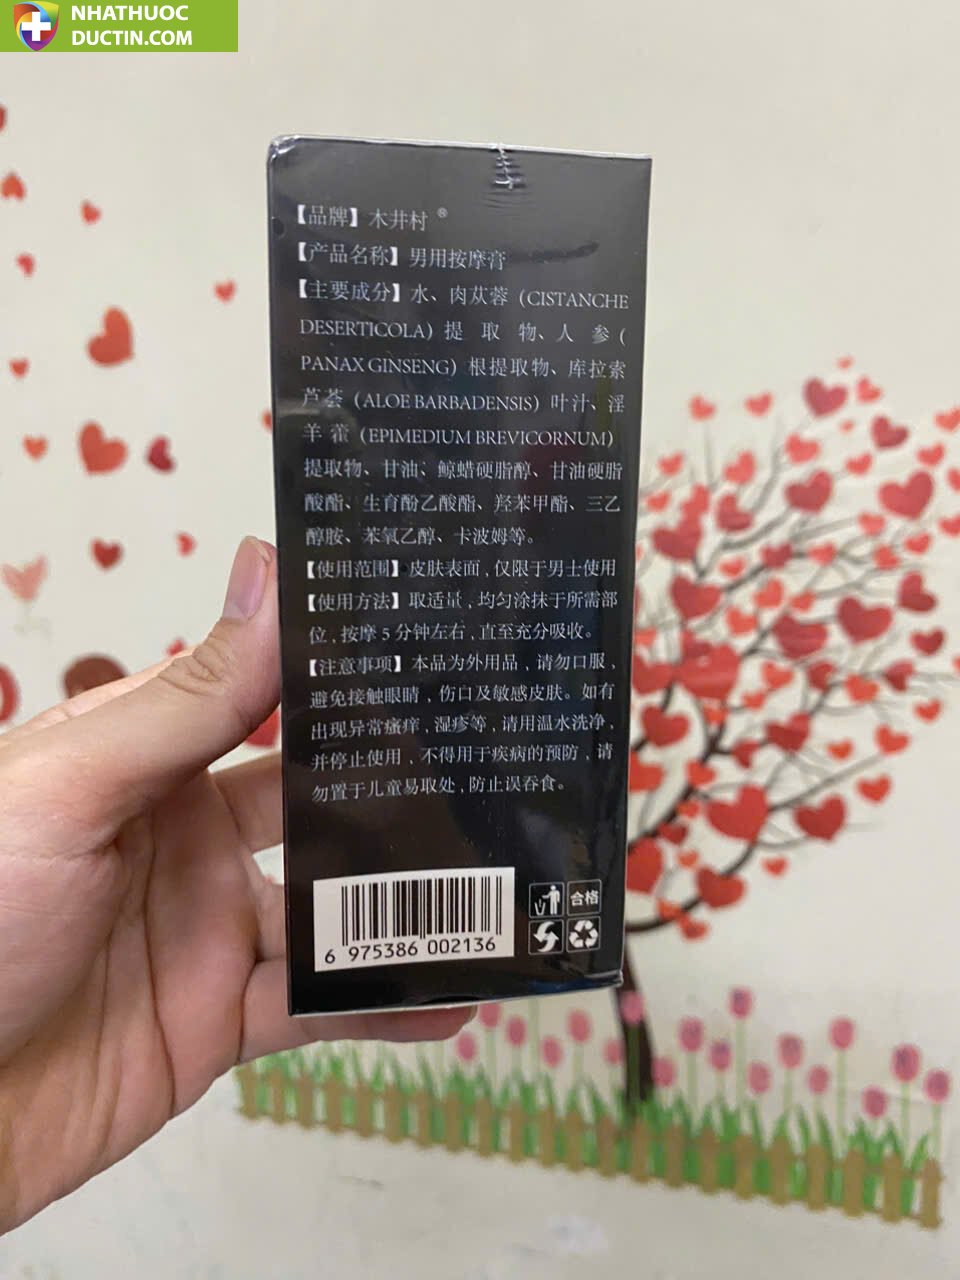 NHATHUOC
DUCTIN.COM
【品牌】木井村®
【产品名称】男用按摩膏
【主要成分】水、肉苁蓉（CISTANCHE
DESERTICOLA）提取物、人参（
PANAX GINSENG）根提取物、库拉索
芦荟（ALOE BARBADENSIS）叶汁、淫
羊藿（EPIMEDIUM BREVICORNUM）
提取物、甘油、鲸蜡硬脂醇、甘油硬脂
酸酯、生育酚乙酸酯、羟苯甲酯、三乙
醇胺、苯氧乙醇、卡波姆等。
【使用范围】皮肤表面，仅限于男士使用
【使用方法】取适量，均匀涂抹于所需部
位，按摩5分钟左右，直至充分吸收。
【注意事项】本品为外用品，请勿口服，
避免接触眼睛，伤口及敏感皮肤。如有
出现异常瘙痒，湿疹等，请用温水洗净，
并停止使用，不得用于疾病的预防，请
勿置于儿童易取处，防止误吞食。
合格
6 975386 002136